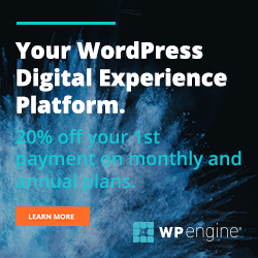 Your WordPress
Digital Experience
Platform.
20% off your 1st
payment on monthly and
annual plans.
LEARN MORE
WP engine®